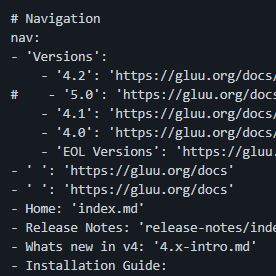 # Navigation
nav:
- 'Versions':
    - '4.2': 'https://gluu.org/docs/
#    - '5.0': 'https://gluu.org/docs/
    - '4.1': 'https://gluu.org/docs/
    - '4.0': 'https://gluu.org/docs/
    - 'EOL Versions': 'https://gluu.
- ' ': 'https://gluu.org/docs'
- ' ': 'https://gluu.org/docs'
- Home: 'index.md'
- Release Notes: 'release-notes/inde
- Whats new in v4: '4.x-intro.md'
- Installation Guide: